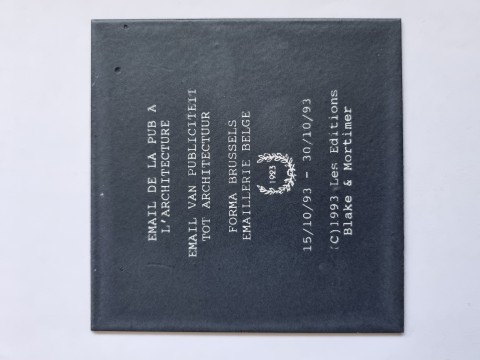 EMAIL DE LA PUB A
L'ARCHITECTURE
EMAIL VAN PUBLICITEIT
TOT ARCHITECTUUR
FORMA BRUSSELS
EMAILLERIE BELGE
1923
15/10/93 - 30/10/93
(C)1993 Les Editions
Blake & Mortimer